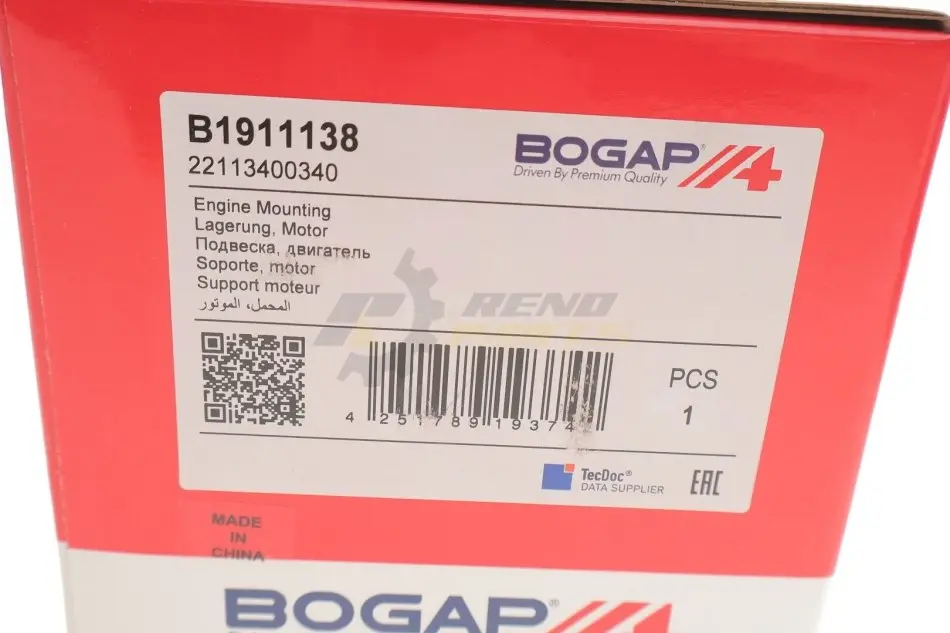 B1911138
22113400340
BOGAP®
Driven By Premium Quality
Engine Mounting
Lagerung, Motor
Подвеска, двигатель
Soporte, motor
Support moteur
المحمل، الموتور
RENO
PARTS
PCS
1
4 251789 19374
TecDoc®
DATA SUPPLIER
EAC
MADE
IN
CHINA
BOGAP®